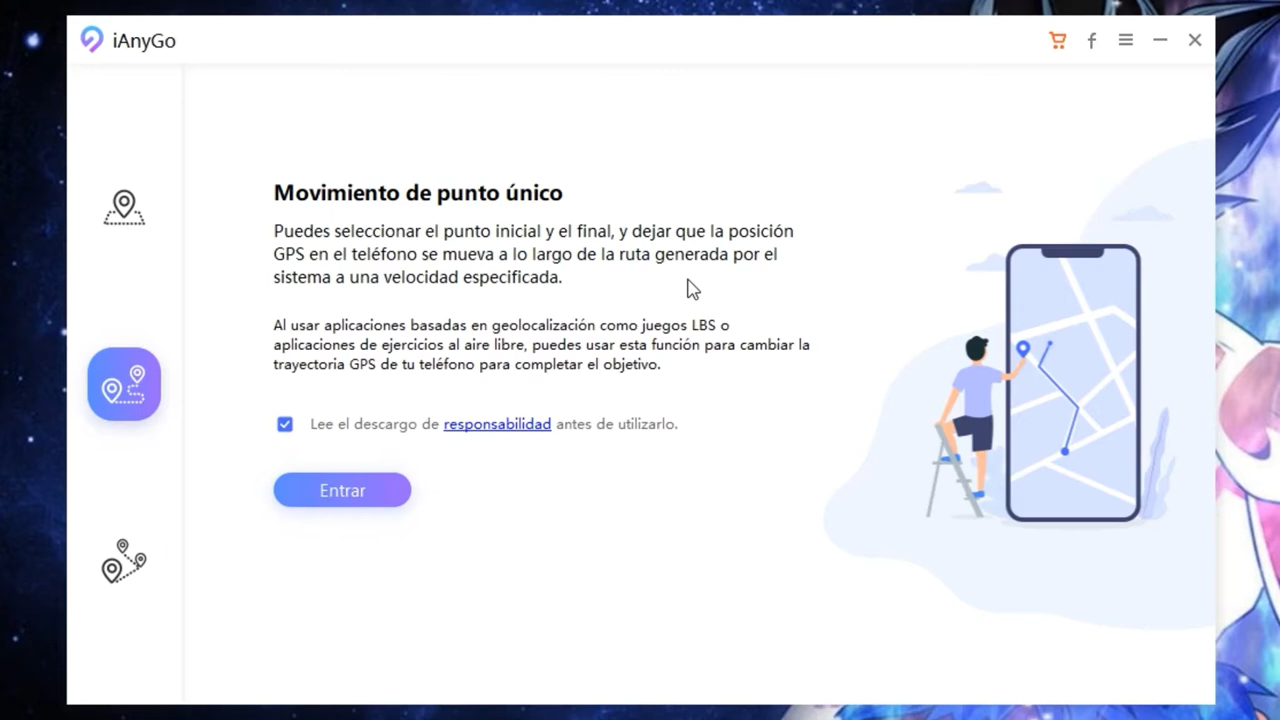 iAnyGo
Movimiento de punto único
Puedes seleccionar el punto inicial y el final, y dejar que la posición
GPS en el teléfono se mueva a lo largo de la ruta generada por el
sistema a una velocidad especificada.
Al usar aplicaciones basadas en geolocalización como juegos LBS o
aplicaciones de ejercicios al aire libre, puedes usar esta función para cambiar la
trayectoria GPS de tu teléfono para completar el objetivo.
Lee el descargo de responsabilidad antes de utilizarlo.
Entrar